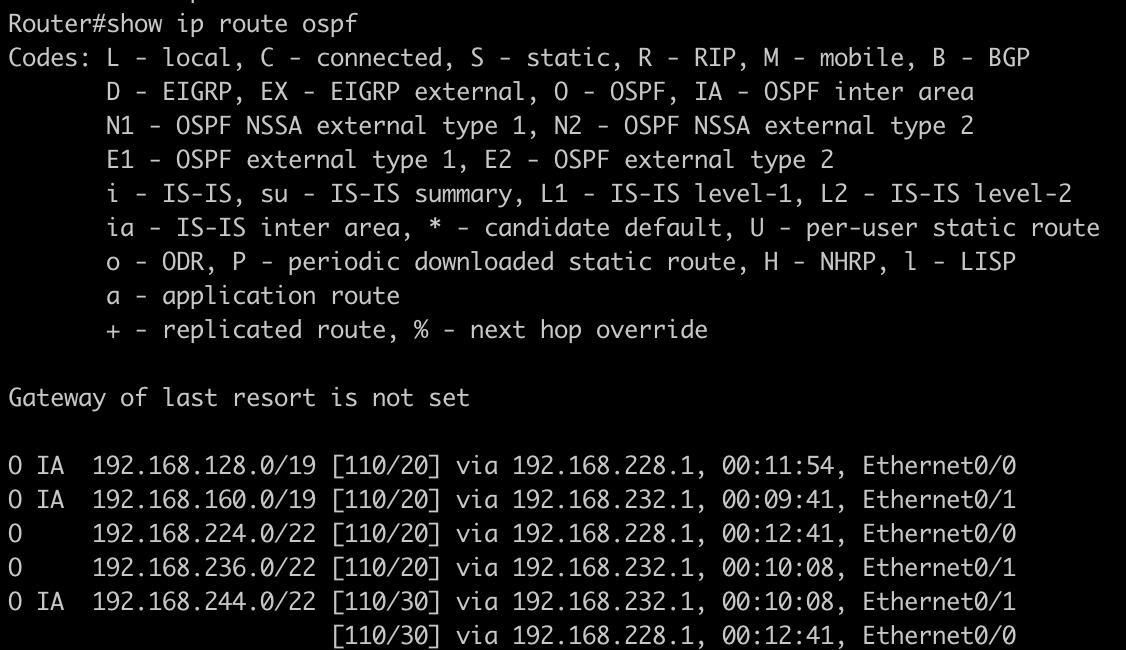 Router#show ip route ospf
Codes: L - local, C - connected, S - static, R - RIP, M - mobile, B - BGP
       D - EIGRP, EX - EIGRP external, O - OSPF, IA - OSPF inter area
       N1 - OSPF NSSA external type 1, N2 - OSPF NSSA external type 2
       E1 - OSPF external type 1, E2 - OSPF external type 2
       i - IS-IS, su - IS-IS summary, L1 - IS-IS level-1, L2 - IS-IS level-2
       ia - IS-IS inter area, * - candidate default, U - per-user static route
       o - ODR, P - periodic downloaded static route, H - NHRP, l - LISP
       a - application route
       + - replicated route, % - next hop override

Gateway of last resort is not set

O IA  192.168.128.0/19 [110/20] via 192.168.228.1, 00:11:54, Ethernet0/0
O IA  192.168.160.0/19 [110/20] via 192.168.232.1, 00:09:41, Ethernet0/1
O     192.168.224.0/22 [110/20] via 192.168.228.1, 00:12:41, Ethernet0/0
O     192.168.236.0/22 [110/20] via 192.168.232.1, 00:10:08, Ethernet0/1
O IA  192.168.244.0/22 [110/30] via 192.168.232.1, 00:10:08, Ethernet0/1
                       [110/30] via 192.168.228.1, 00:12:41, Ethernet0/0